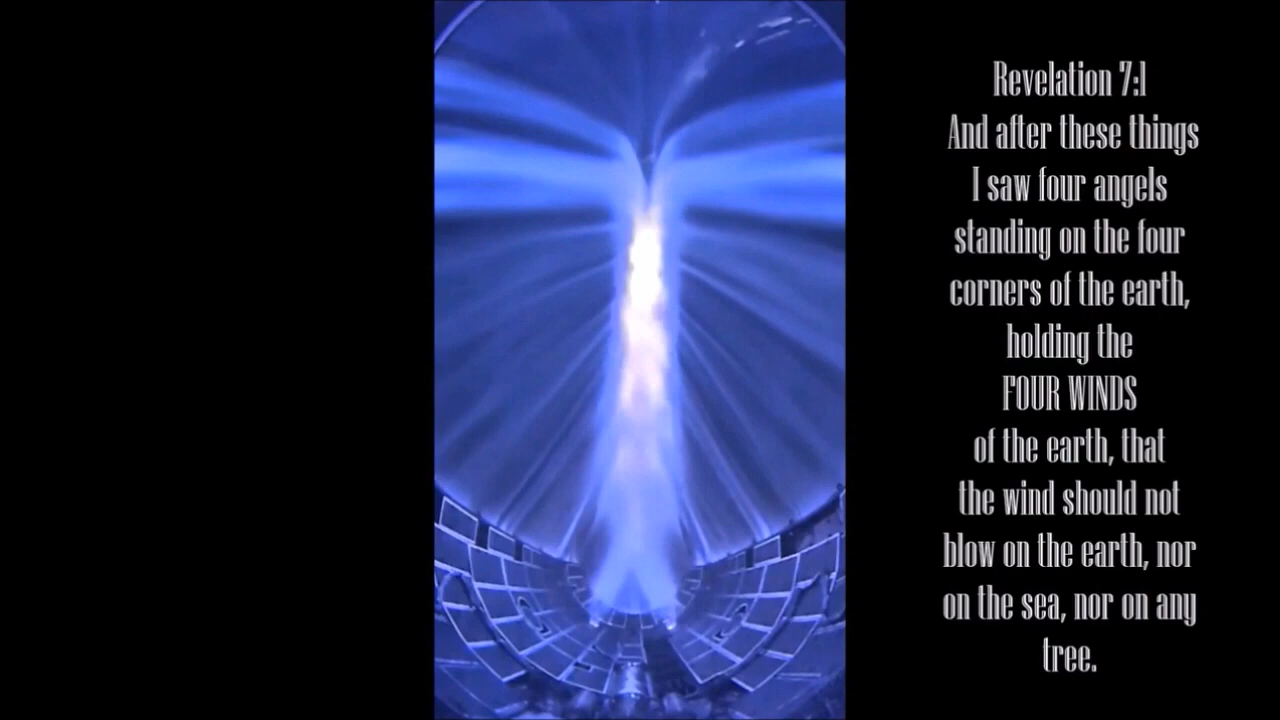 Revelation 7:1
And after these things
I saw four angels
standing on the four
corners of the earth,
holding the
FOUR WINDS
of the earth, that
the wind should not
blow on the earth, nor
on the sea, nor on any
tree.